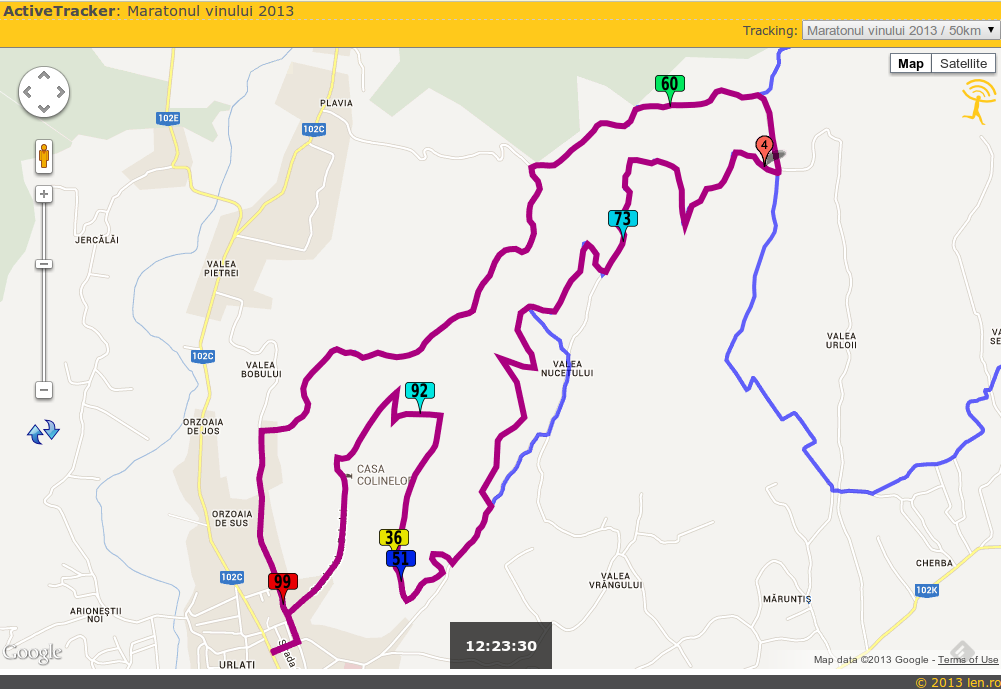 ActiveTracker: Maratonul vinului 2013
Tracking: Maratonul vinului 2013 / 50km
Map Satellite
60
PLAVIA
102E
102C
4
73
JERCĂLĂI
VALEA
PIETREI
102C
VALEA
BOBULUI
VALEA
NUCETULUI
VALEA
URLOII
VA
SE
92
ORZOAIA
DE JOS
CASA
COLINELOR
ORZOAIA
DE SUS
36
51
102C
99
CHERBA
VALEA
VRÂNGULUI
102K
MĂRUNȚIȘ
ARIONEȘTII
NOI
12:23:30
Strada
Google
URLATI
Map data ©2013 Google - Terms of Use
© 2013 len.ro